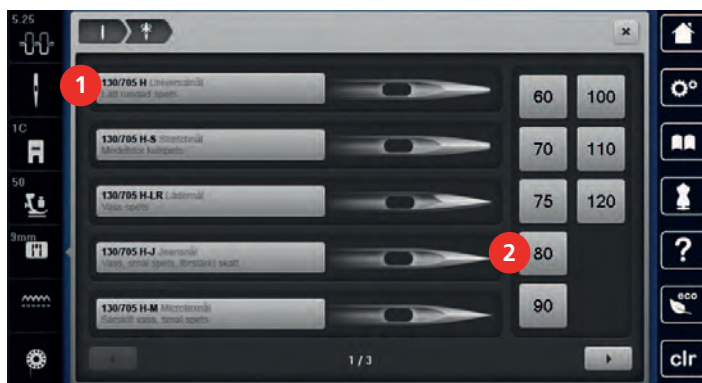 5.25
×
1
130/705 H Universalnål
Lätt rundad spets
60
100
1C
130/705 H-S Stretchnål
Medelstor kulspets
70
110
50
130/705 H-LR Lädernål
Vass spets
75
120
9mm
130/705 H-J Jeansnål
Vass, smal spets, förstärkt skaft
2
80
?
130/705 H-M Microtexnål
Särskilt vass, smal spets
90
eco
1 / 3
clr